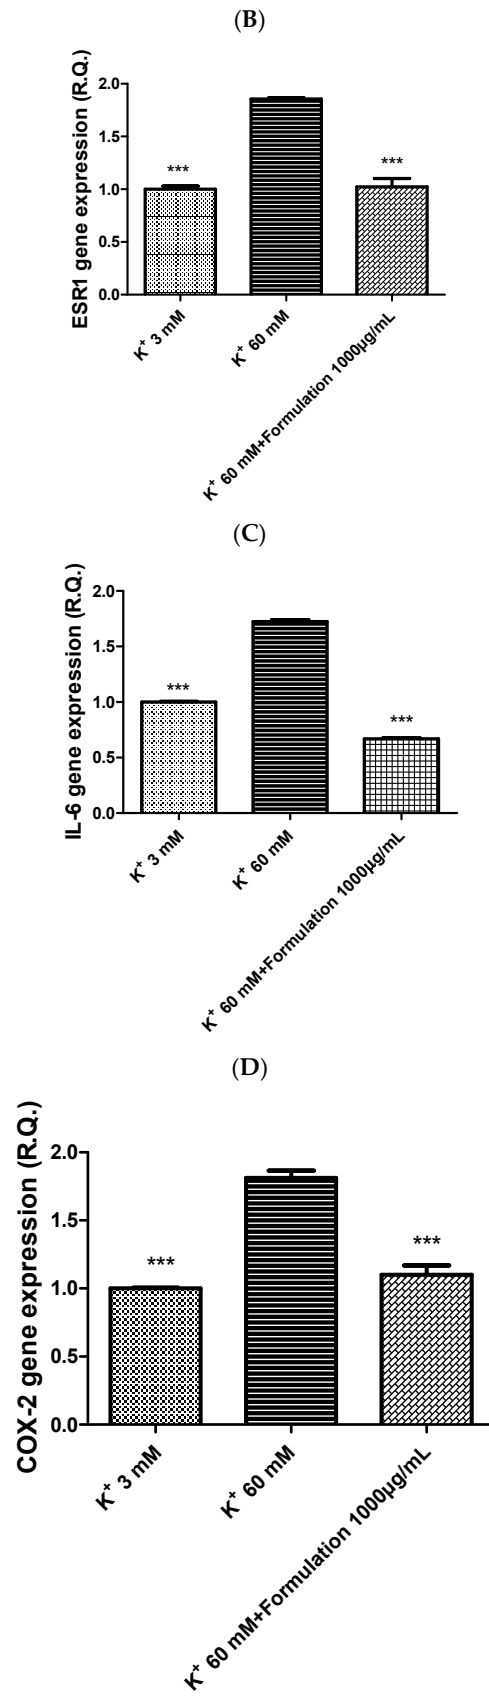 (B)
ESR1 gene expression (R.Q.)
2.0
1.5
1.0
0.5
0.0
***
***
K+ 3 mM
K+ 60 mM
K+ 60 mM+Formulation 1000µg/mL
(C)
IL-6 gene expression (R.Q.)
2.0
1.5
1.0
0.5
0.0
***
***
K+ 3 mM
K+ 60 mM
K+ 60 mM+Formulation 1000µg/mL
(D)
COX-2 gene expression (R.Q.)
2.0
1.5
1.0
0.5
0.0
***
***
K+ 3 mM
K+ 60 mM
K+ 60 mM+Formulation 1000µg/mL